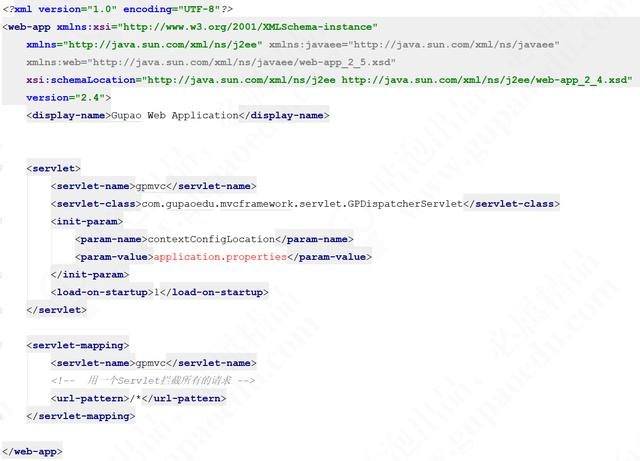 <?xml version="1.0" encoding="UTF-8"?>
<web-app xmlns:xsi="http://www.w3.org/2001/XMLSchema-instance"
xmlns="http://java.sun.com/xml/ns/j2ee" xmlns:javaee="http://java.sun.com/xml/ns/javaee"
xmlns:web="http://java.sun.com/xml/ns/javaee/web-app_2_5.xsd"
xsi:schemaLocation="http://java.sun.com/xml/ns/j2ee http://java.sun.com/xml/ns/j2ee/web-app_2_4.xsd"
version="2.4">
<display-name>Gupao Web Application</display-name>
<servlet>
<servlet-name>gpmvc</servlet-name>
<servlet-class>com.gupaoedu.mvcframework.servlet.GPDispatcherServlet</servlet-class>
<init-param>
<param-name>contextConfigLocation</param-name>
<param-value>application.properties</param-value>
</init-param>
<load-on-startup>1</load-on-startup>
</servlet>
<servlet-mapping>
<servlet-name>gpmvc</servlet-name>
<!-- 用一个Servlet拦截所有的请求 -->
<url-pattern>/*</url-pattern>
</servlet-mapping>
</web-app>